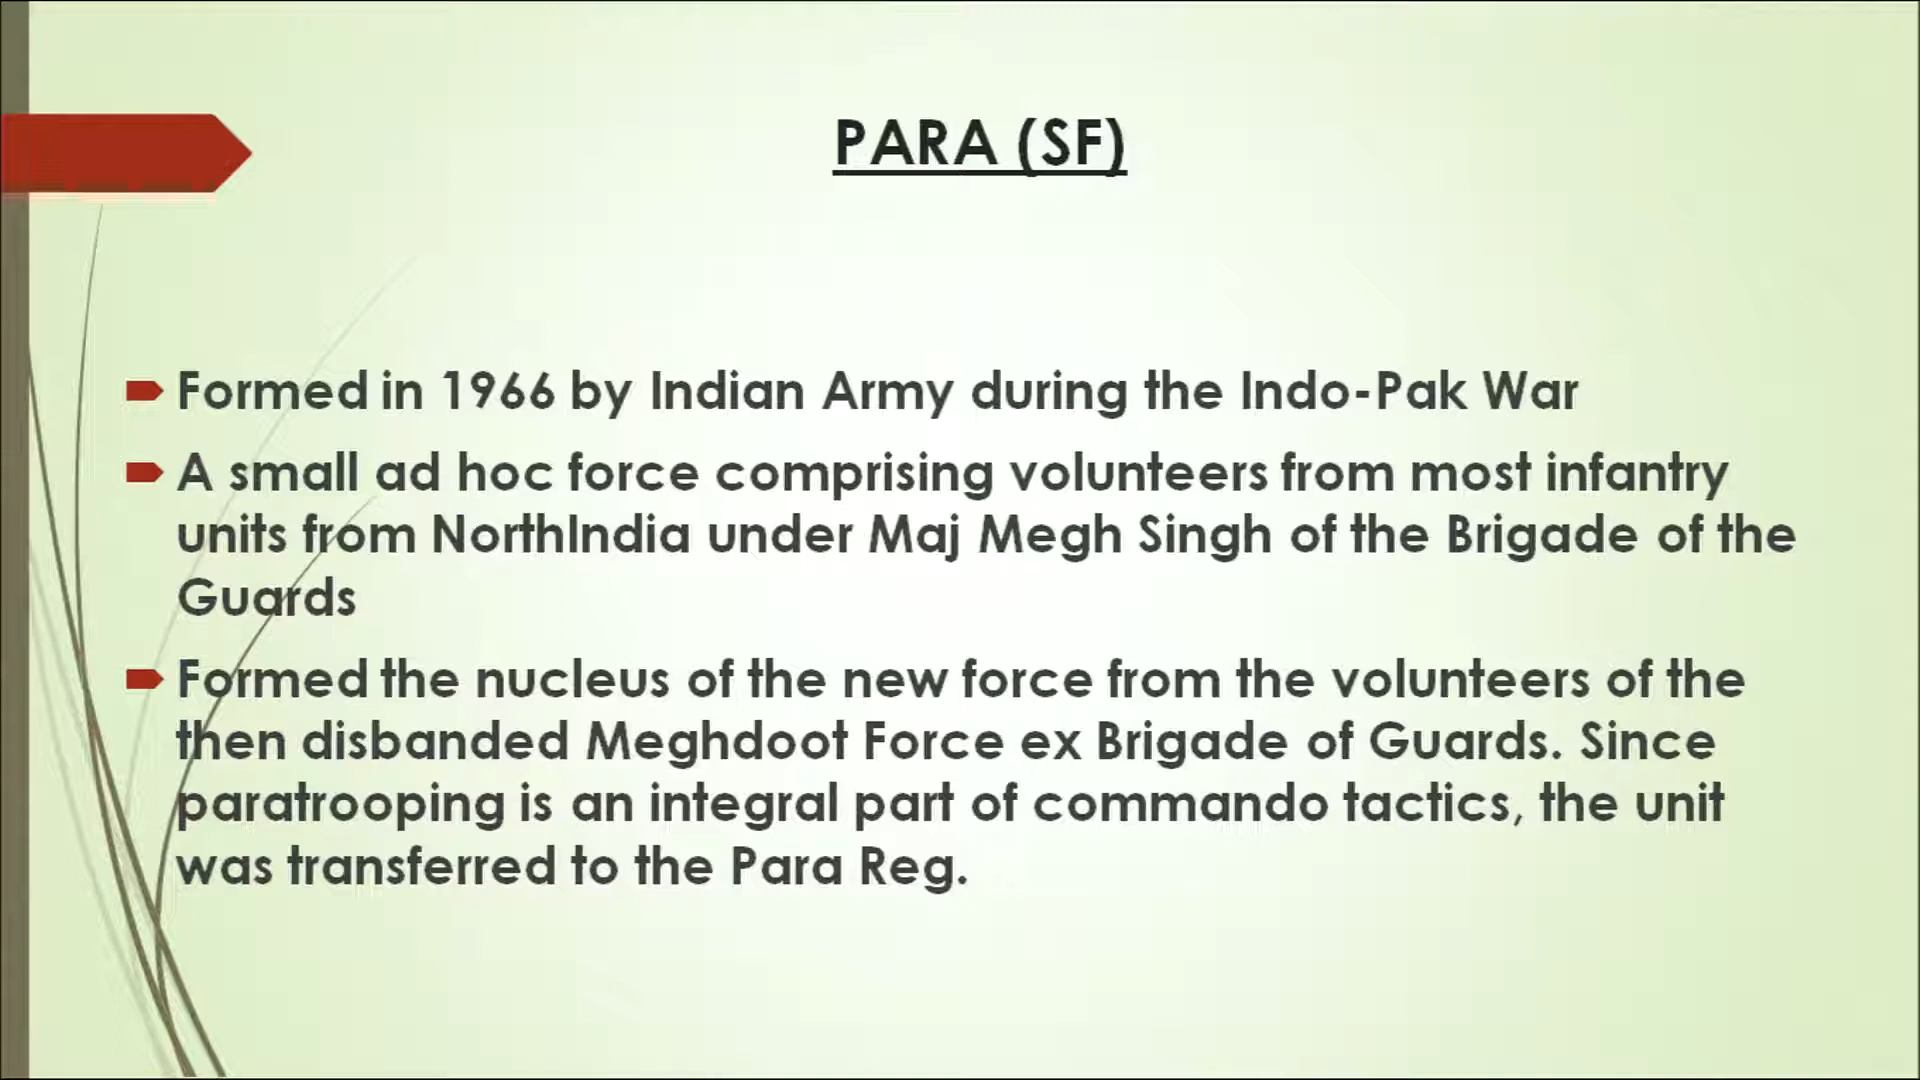 PARA (SF)
Formed in 1966 by Indian Army during the Indo-Pak War
A small ad hoc force comprising volunteers from most infantry
units from NorthIndia under Maj Megh Singh of the Brigade of the
Guards
Formed the nucleus of the new force from the volunteers of the
then disbanded Meghdoot Force ex Brigade of Guards. Since
paratrooping is an integral part of commando tactics, the unit
was transferred to the Para Reg.